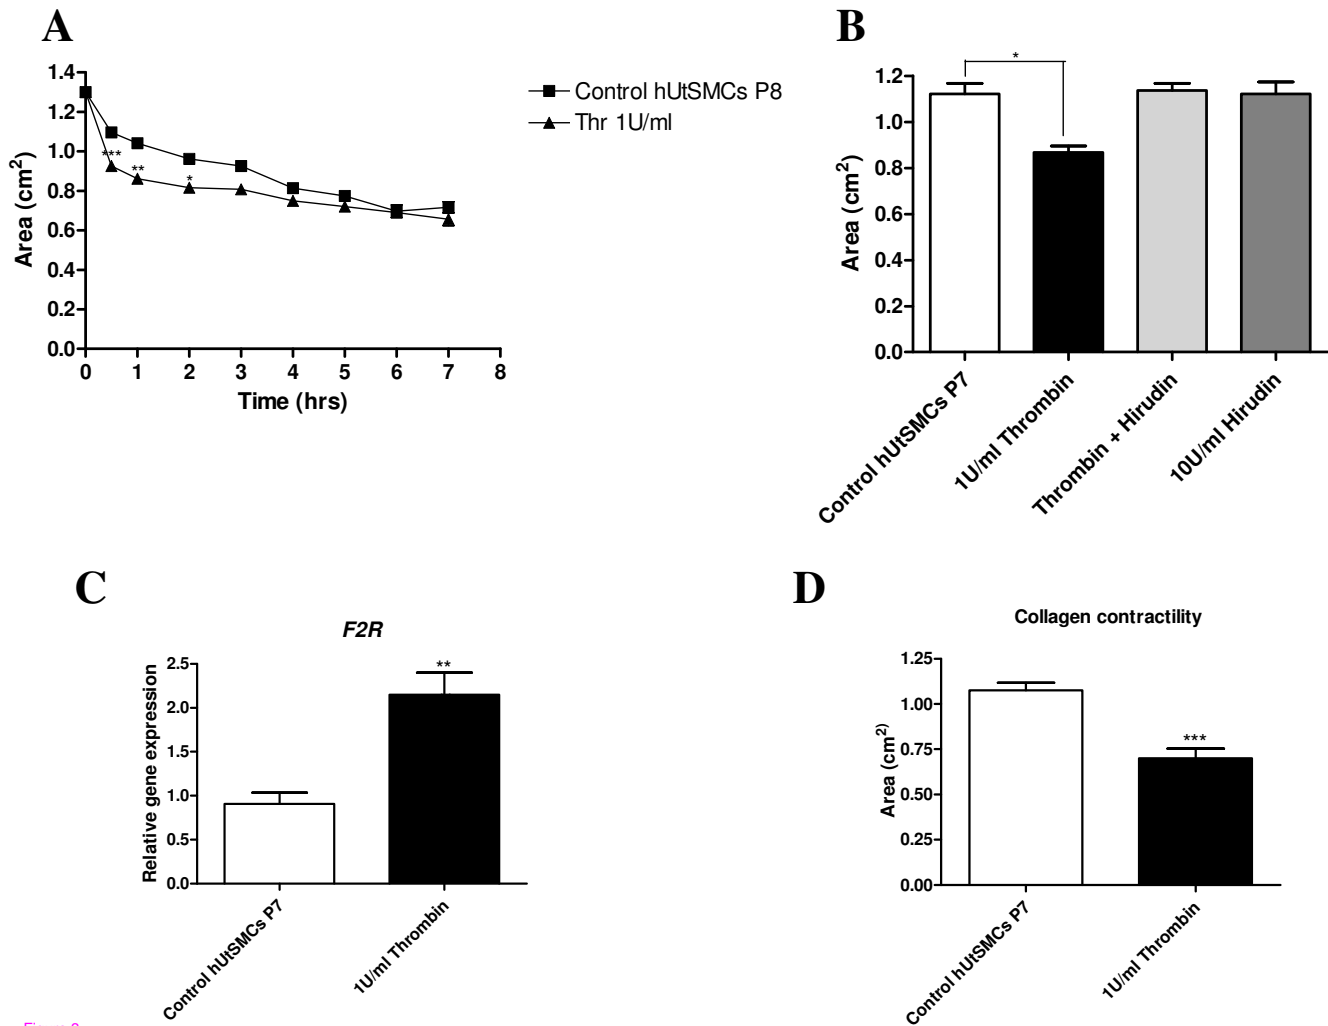 A
1.4
1.2
1.0
0.8
0.6
0.4
0.2
0.0
Area (cm2)
***
**
*
0 1 2 3 4 5 6 7 8
Time (hrs)
Control hUtSMCs P8
Thr 1U/ml
B
*
1.2
1.0
0.8
0.6
0.4
0.2
0.0
Area (cm2)
Control hUtSMCs P7
1U/ml Thrombin
Thrombin + Hirudin
10U/ml Hirudin
C
F2R
2.5
2.0
1.5
1.0
0.5
0.0
Relative gene expression
**
Control hUtSMCs P7
1U/ml Thrombin
D
Collagen contractility
1.25
1.00
0.75
0.50
0.25
0.00
Area (cm2)
***
Control hUtSMCs P7
1U/ml Thrombin